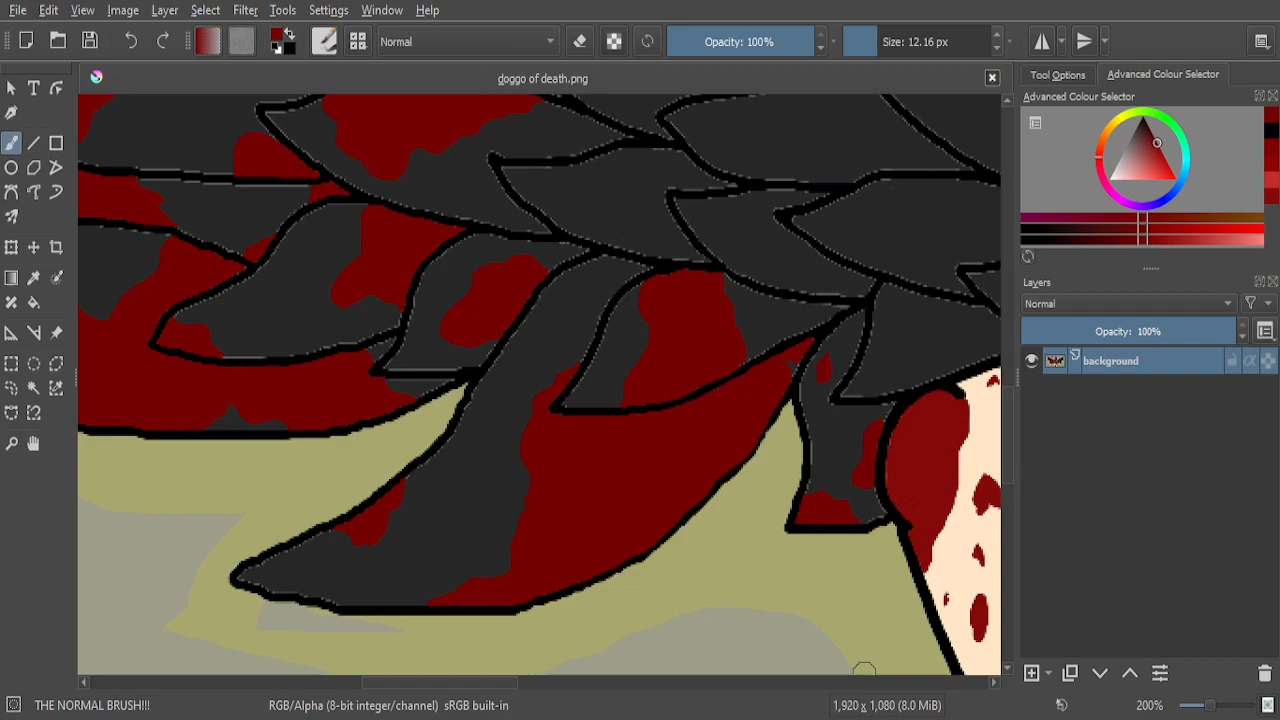 File Edit View Image Layer Select Filter Tools Settings Window Help
Normal Opacity: 100% Size: 12.16 px
doggo of death.png
Tool Options Advanced Colour Selector
Advanced Colour Selector
Layers
Normal
Opacity: 100%
background
THE NORMAL BRUSH!!! RGB/Alpha (8-bit integer/channel) sRGB built-in 1,920 x 1,080 (8.0 MiB) 200%